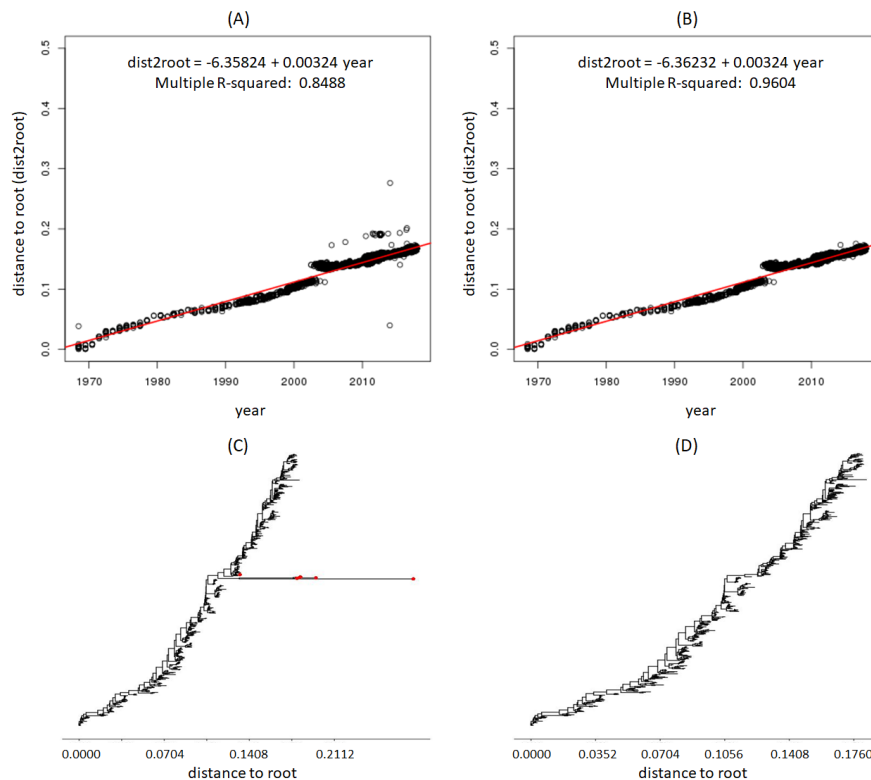 (A)
dist2root = -6.35824 + 0.00324 year
Multiple R-squared: 0.8488
distance to root (dist2root)
0.5
0.4
0.3
0.2
0.1
0.0
1970 1980 1990 2000 2010
year
(B)
dist2root = -6.36232 + 0.00324 year
Multiple R-squared: 0.9604
distance to root (dist2root)
0.5
0.4
0.3
0.2
0.1
0.0
1970 1980 1990 2000 2010
year
(C)
0.0000 0.0704 0.1408 0.2112
distance to root
(D)
0.0000 0.0352 0.0704 0.1056 0.1408 0.1760
distance to root